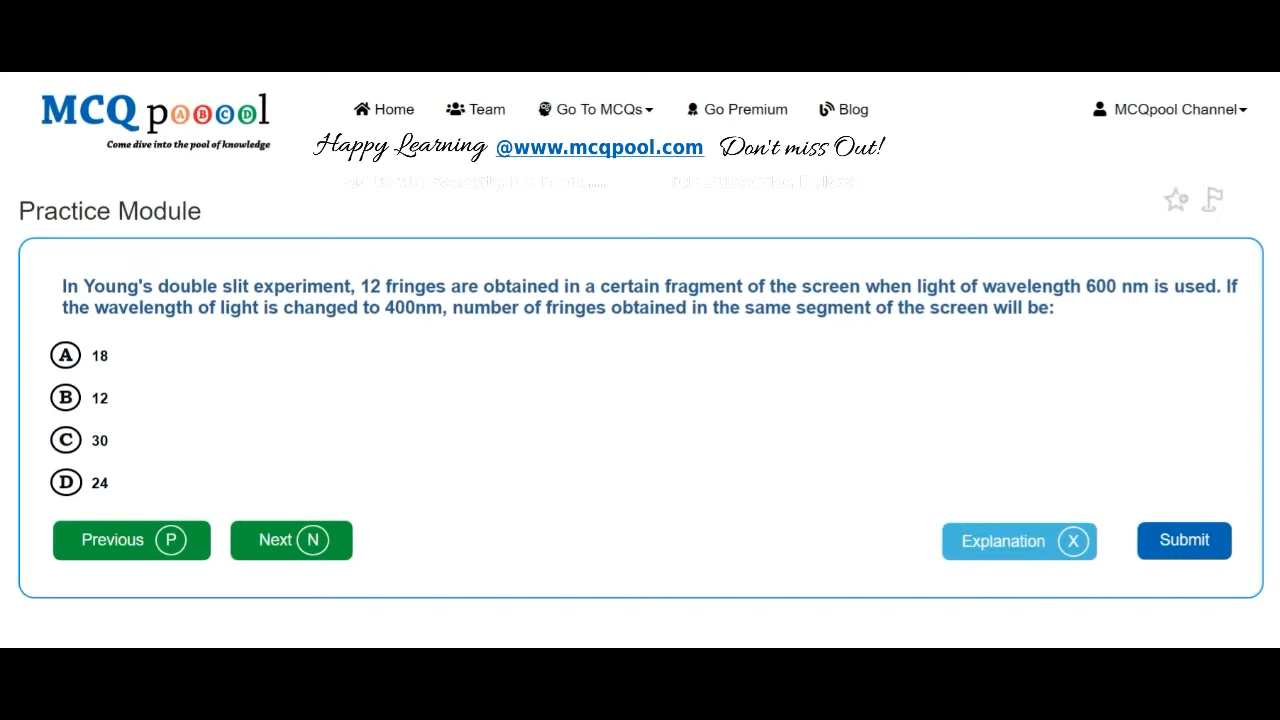 MCQ pABCDl
Come dive into the pool of knowledge
Home Team Go To MCQs Go Premium Blog MCQpool Channel
Happy Learning @www.mcqpool.com Don't miss Out!
Practice Module
In Young's double slit experiment, 12 fringes are obtained in a certain fragment of the screen when light of wavelength 600 nm is used. If
the wavelength of light is changed to 400nm, number of fringes obtained in the same segment of the screen will be:
A 18
B 12
C 30
D 24
Previous P Next N Explanation X Submit